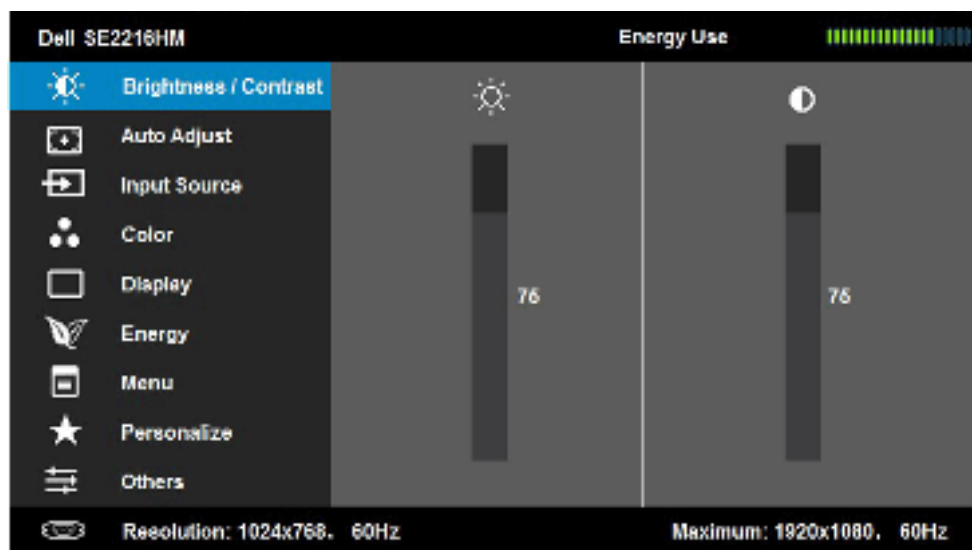 Dell SE2216HM
Energy Use
Brightness / Contrast
Auto Adjust
Input Source
Color
Display
75
75
Energy
Menu
Personalize
Others
Resolution: 1024x768, 60Hz
Maximum: 1920x1080, 60Hz